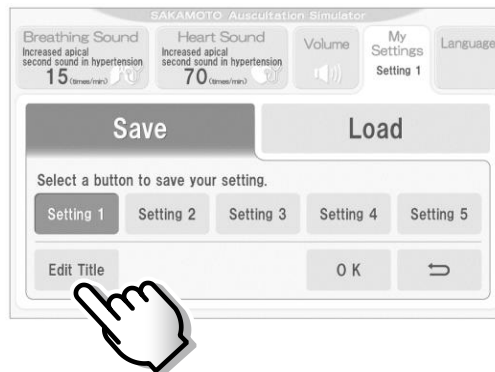 SAKAMOTO Auscultation Simulator
Breathing Sound
Increased apical
second sound in hypertension
15 (times/min)
Heart Sound
Increased apical
second sound in hypertension
70 (times/min)
Volume
My
Settings
Setting 1
Language
Save
Load
Select a button to save your setting.
Setting 1
Setting 2
Setting 3
Setting 4
Setting 5
Edit Title
O K